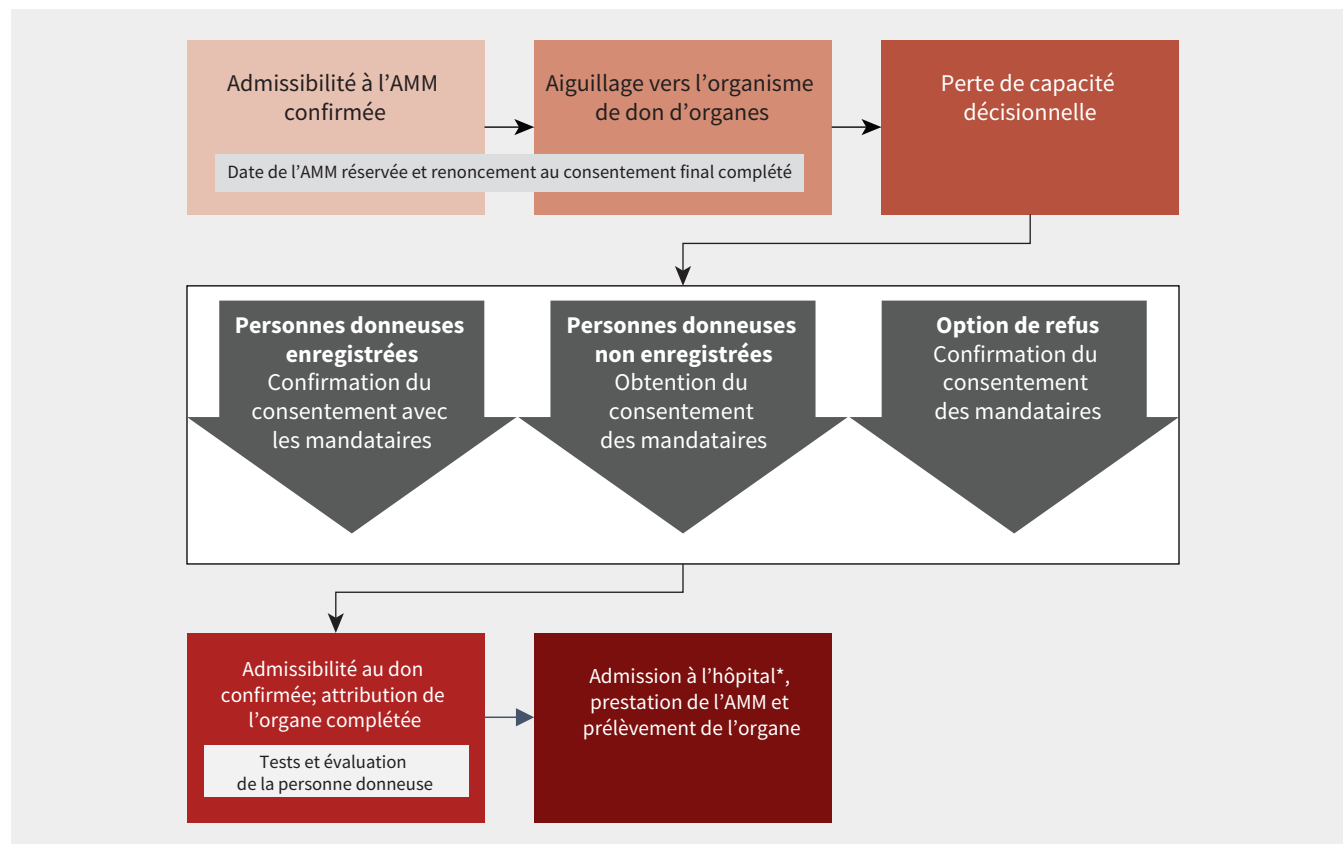 Admissibilité à l’AMM
confirmée
Aiguillage vers l’organisme
de don d’organes
Perte de capacité
décisionnelle
Date de l’AMM réservée et renoncement au consentement final complété
Personnes donneuses
enregistrées
Confirmation du
consentement avec
les mandataires
Personnes donneuses
non enregistrées
Obtention du
consentement
des mandataires
Option de refus
Confirmation du
consentement
des mandataires
Admissibilité au don
confirmée; attribution de
l’organe complétée
Tests et évaluation
de la personne donneuse
Admission à l’hôpital*,
prestation de l’AMM et
prélèvement de l’organe